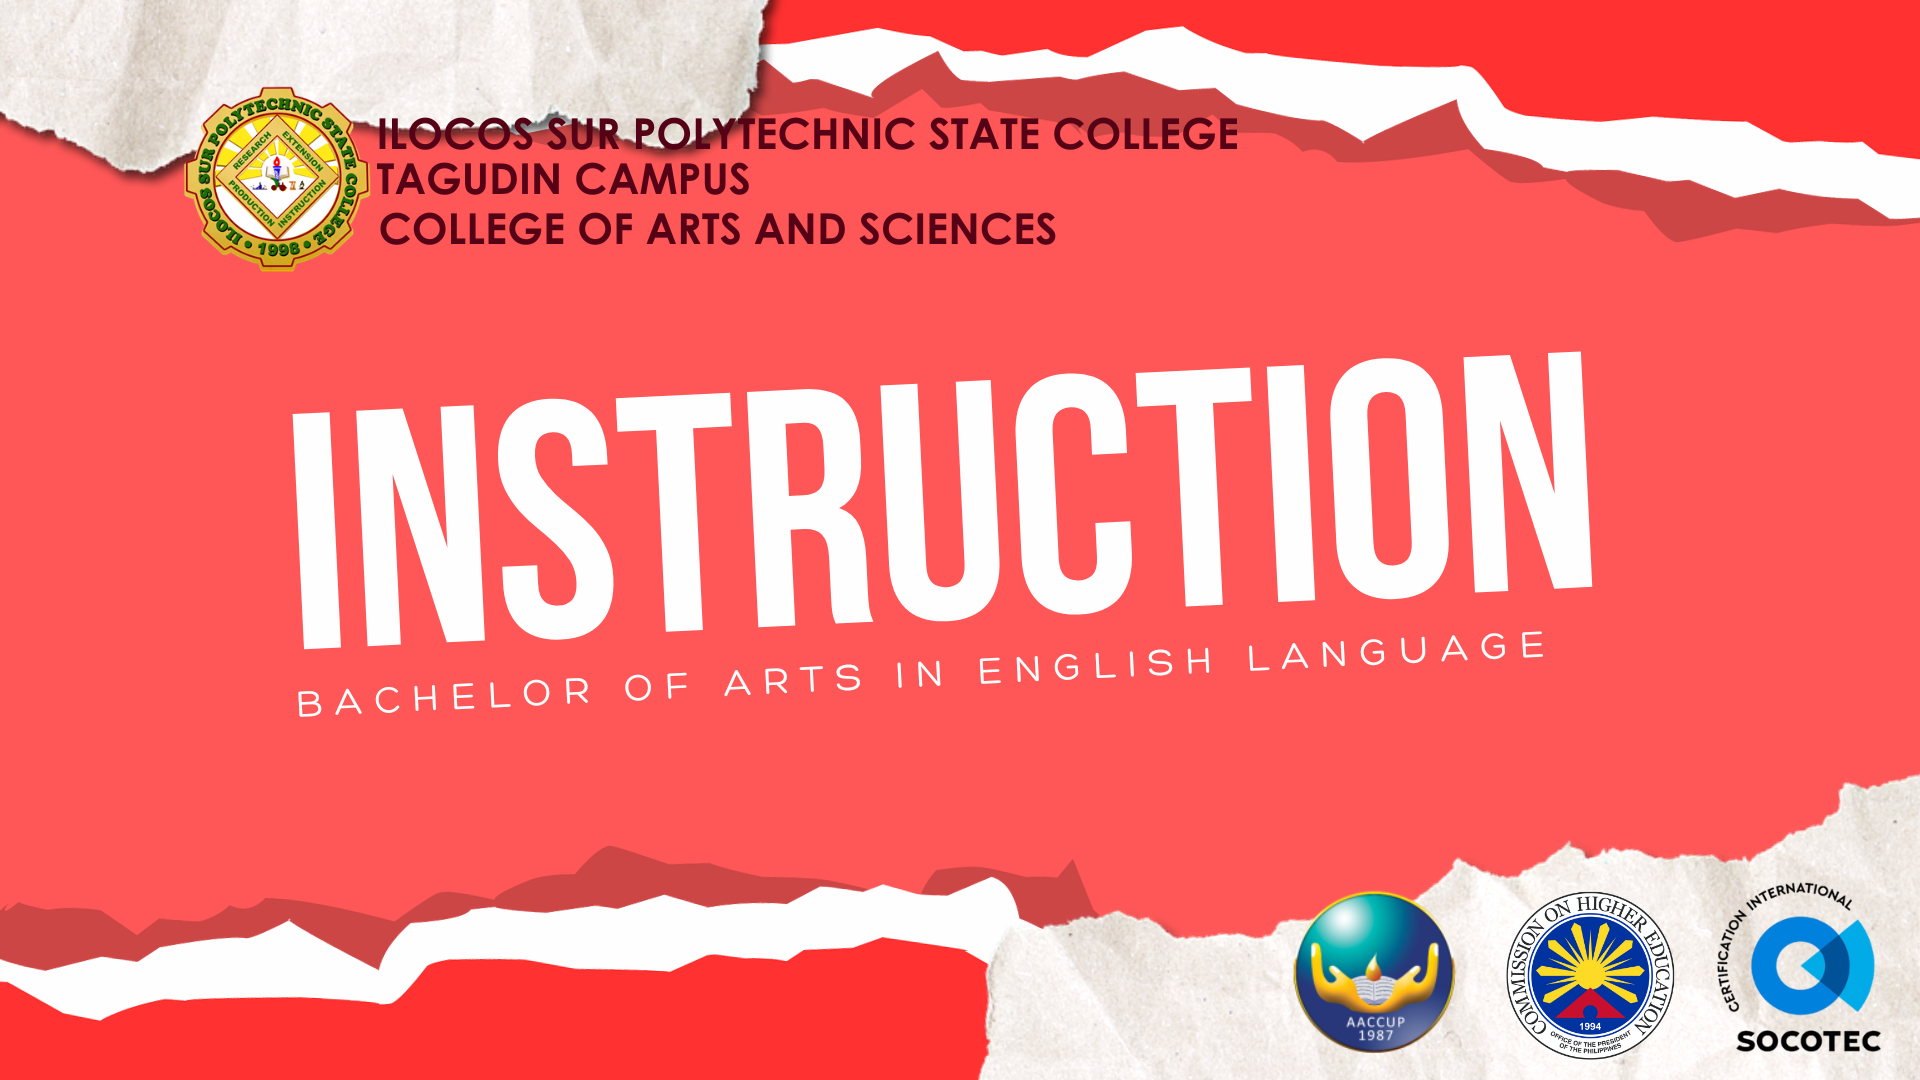 ILOCOS SUR POLYTECHNIC STATE COLLEGE
TAGUDIN CAMPUS
COLLEGE OF ARTS AND SCIENCES
ILOCOS SUR POLYTECHNIC STATE COLLEGE
RESEARCH
EXTENSION
PRODUCTION
INSTRUCTION
• 1998 •
INSTRUCTION
BACHELOR OF ARTS IN ENGLISH LANGUAGE
AACCUP
1987
COMMISSION ON HIGHER EDUCATION
1994
OFFICE OF THE PRESIDENT
OF THE PHILIPPINES
CERTIFICATION INTERNATIONAL
SOCOTEC